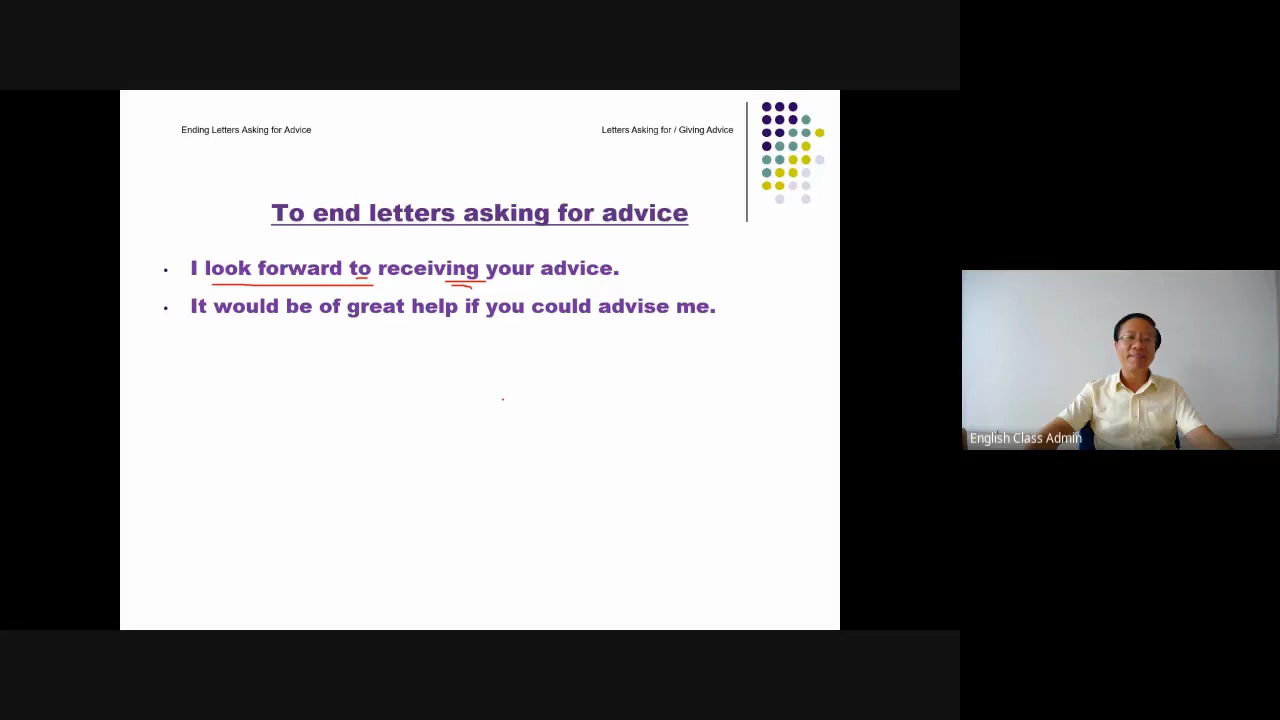 Ending Letters Asking for Advice
Letters Asking for / Giving Advice
To end letters asking for advice
• I look forward to receiving your advice.
• It would be of great help if you could advise me.
English Class Admin